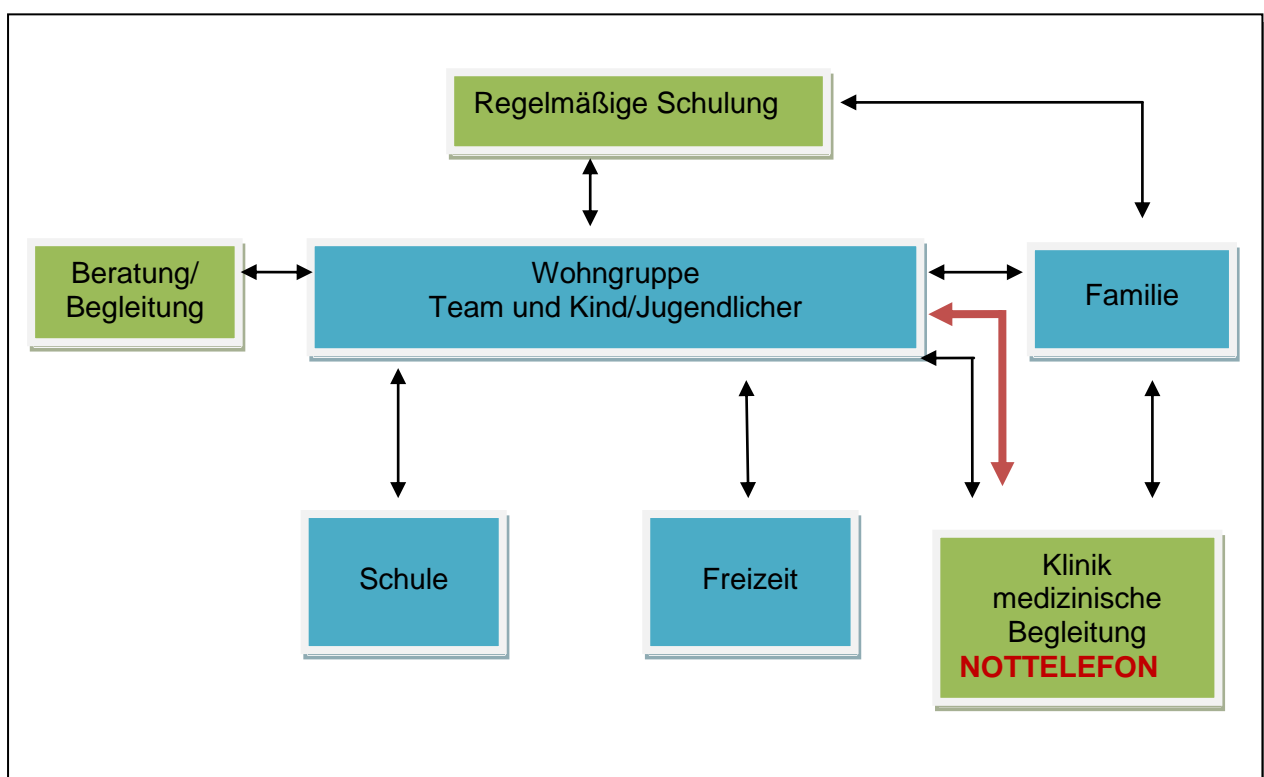 Regelmäßige Schulung
Beratung/
Begleitung
Wohngruppe
Team und Kind/Jugendlicher
Familie
Schule
Freizeit
Klinik
medizinische
Begleitung
NOTTELEFON